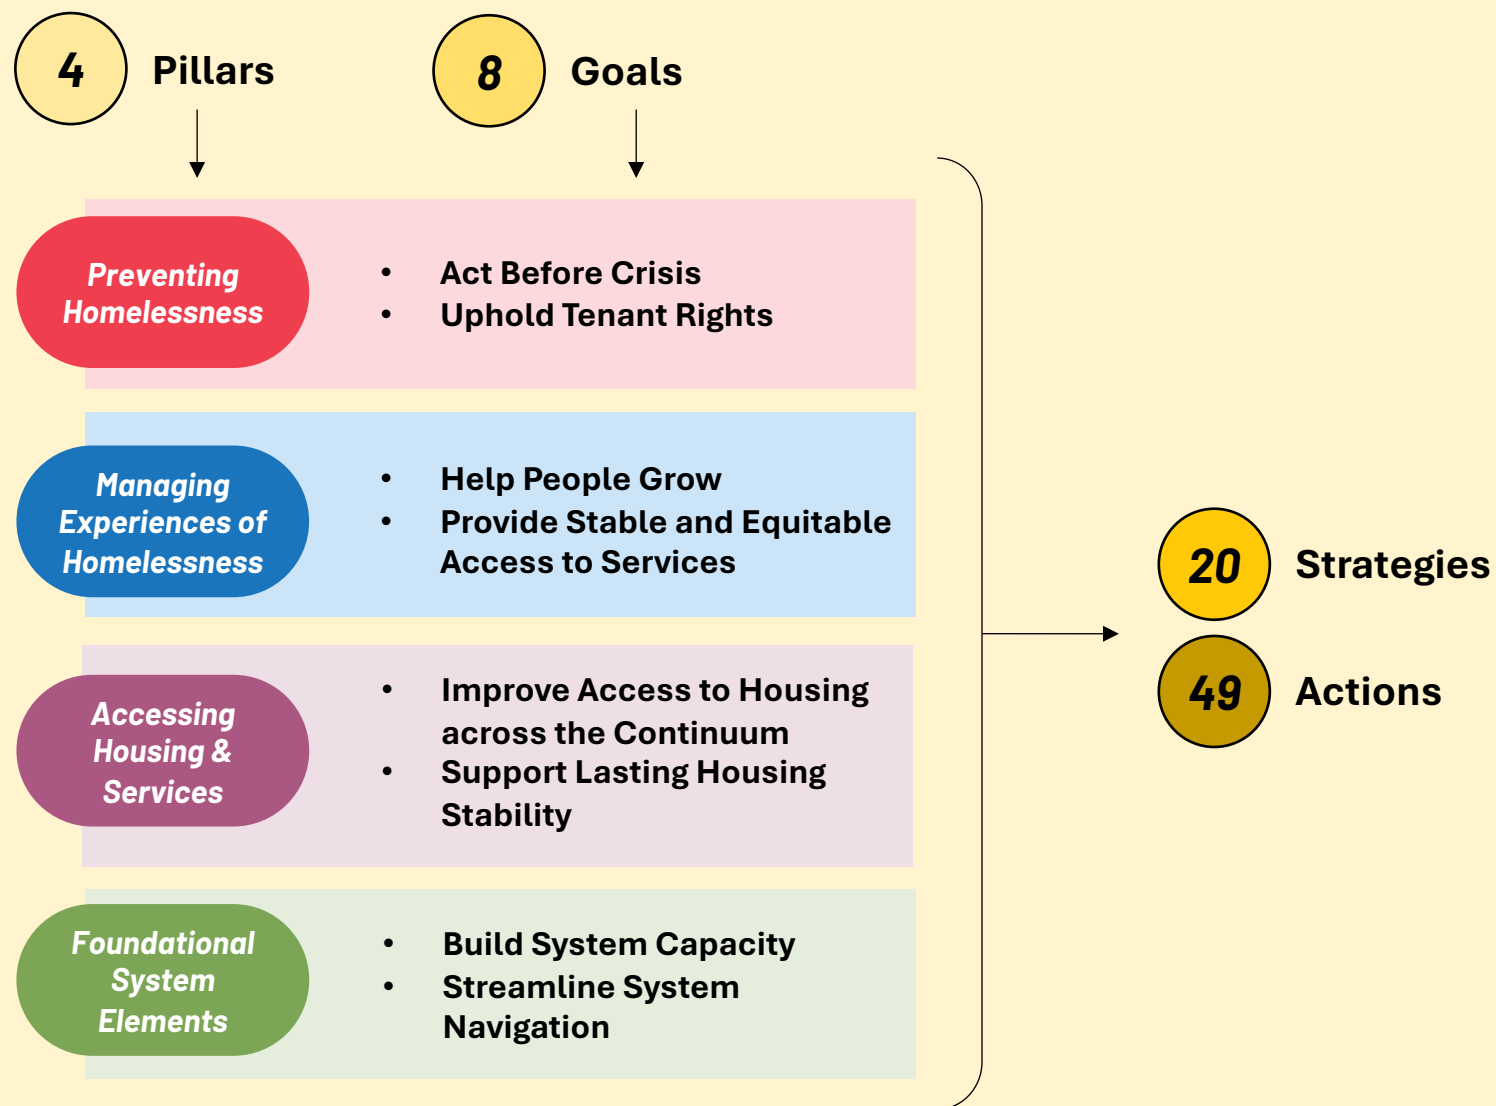 4 Pillars
8 Goals
Preventing
Homelessness
• Act Before Crisis
• Uphold Tenant Rights
Managing
Experiences of
Homelessness
• Help People Grow
• Provide Stable and Equitable
Access to Services
Accessing
Housing &
Services
• Improve Access to Housing
across the Continuum
• Support Lasting Housing
Stability
Foundational
System
Elements
• Build System Capacity
• Streamline System
Navigation
20 Strategies
49 Actions